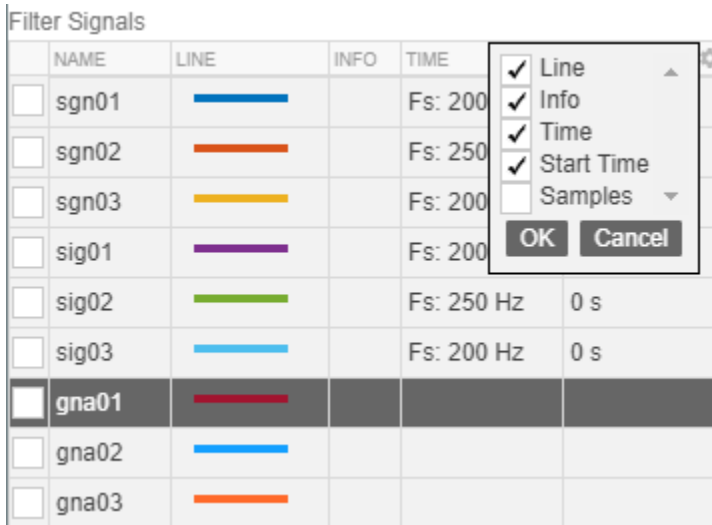 Filter Signals
NAME LINE INFO TIME
sgn01 Fs: 200
sgn02 Fs: 250
sgn03 Fs: 200
sig01 Fs: 200
sig02 Fs: 250 Hz 0 s
sig03 Fs: 200 Hz 0 s
gna01
gna02
gna03
Line
Info
Time
Start Time
Samples
OK Cancel